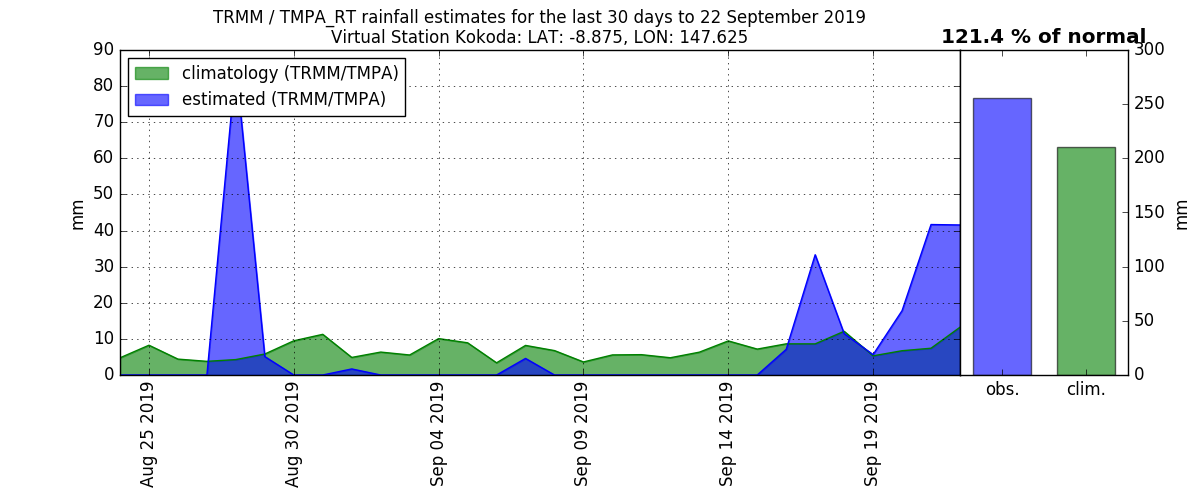 TRMM / TMPA_RT rainfall estimates for the last 30 days to 22 September 2019
Virtual Station Kokoda: LAT: -8.875, LON: 147.625
121.4 % of normal
climatology (TRMM/TMPA)
estimated (TRMM/TMPA)
90
80
70
60
50
40
30
20
10
0
mm
Aug 25 2019
Aug 30 2019
Sep 04 2019
Sep 09 2019
Sep 14 2019
Sep 19 2019
300
250
200
150
100
50
0
mm
obs.
clim.